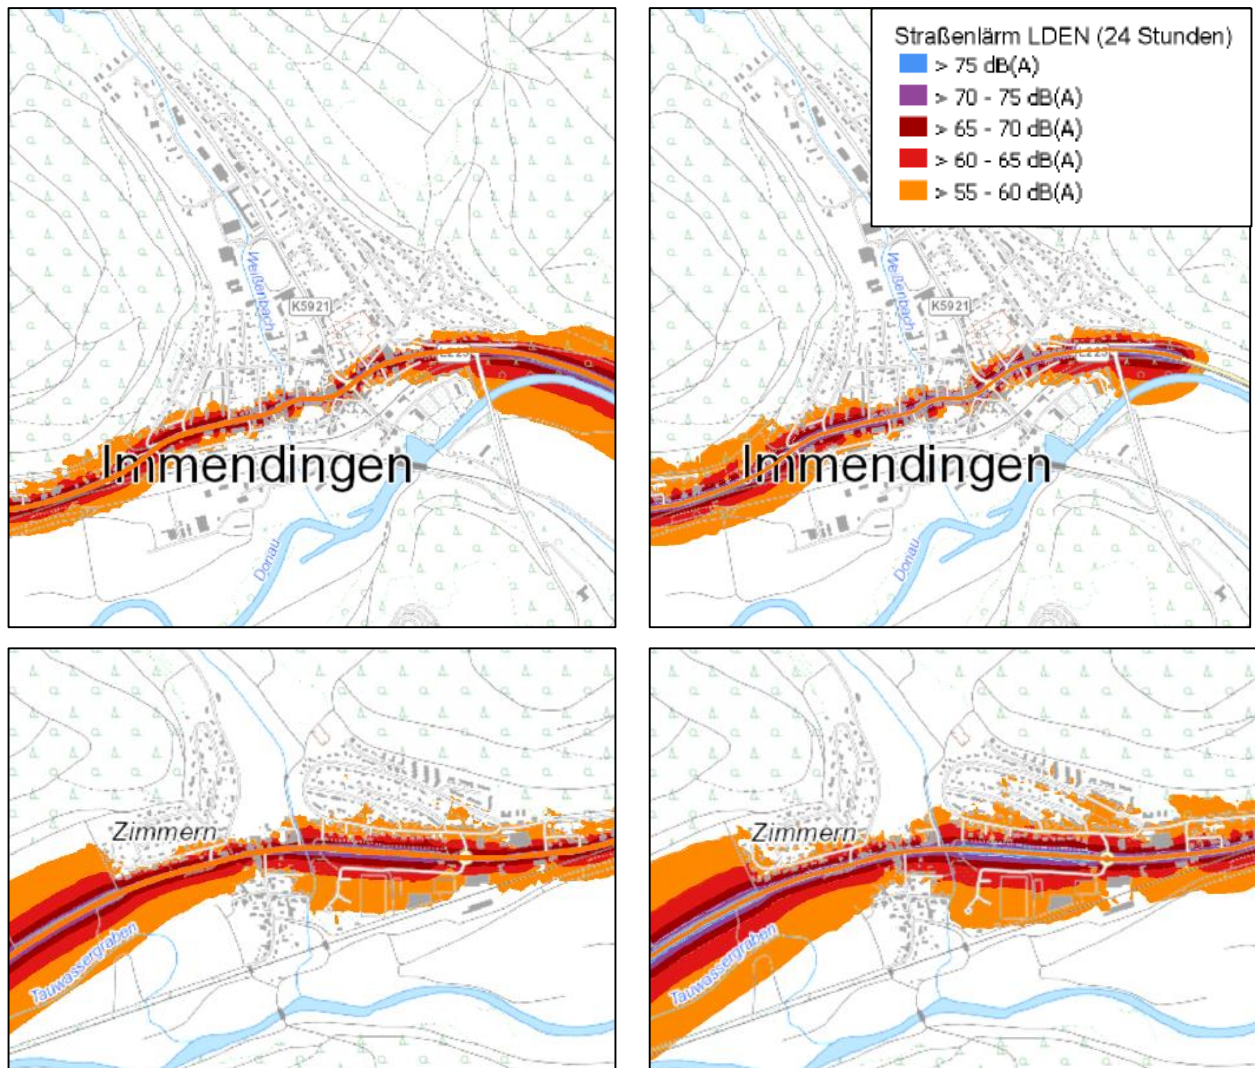 Straßenlärm LDEN (24 Stunden)
> 75 dB(A)
> 70 - 75 dB(A)
> 65 - 70 dB(A)
> 60 - 65 dB(A)
> 55 - 60 dB(A)
Weißenbach
K5921
Immendingen
Donau
Weißenbach
K5921
Immendingen
Donau
Zimmern
Tauwassergraben
Zimmern
Tauwassergraben